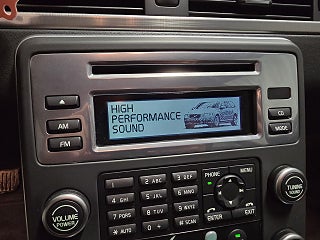 HIGH
PERFORMANCE
SOUND
AM
FM
CD
MODE
1
2 ABC
3 DEF
PHONE
MENU
4 GHI
5 JKL
6 MNO
7 PQRS
8 TUV
9 WXYZ
VOLUME
POWER
TUNING
SOUND
ENTER
EXIT
* AUTO
0 +
# SCAN